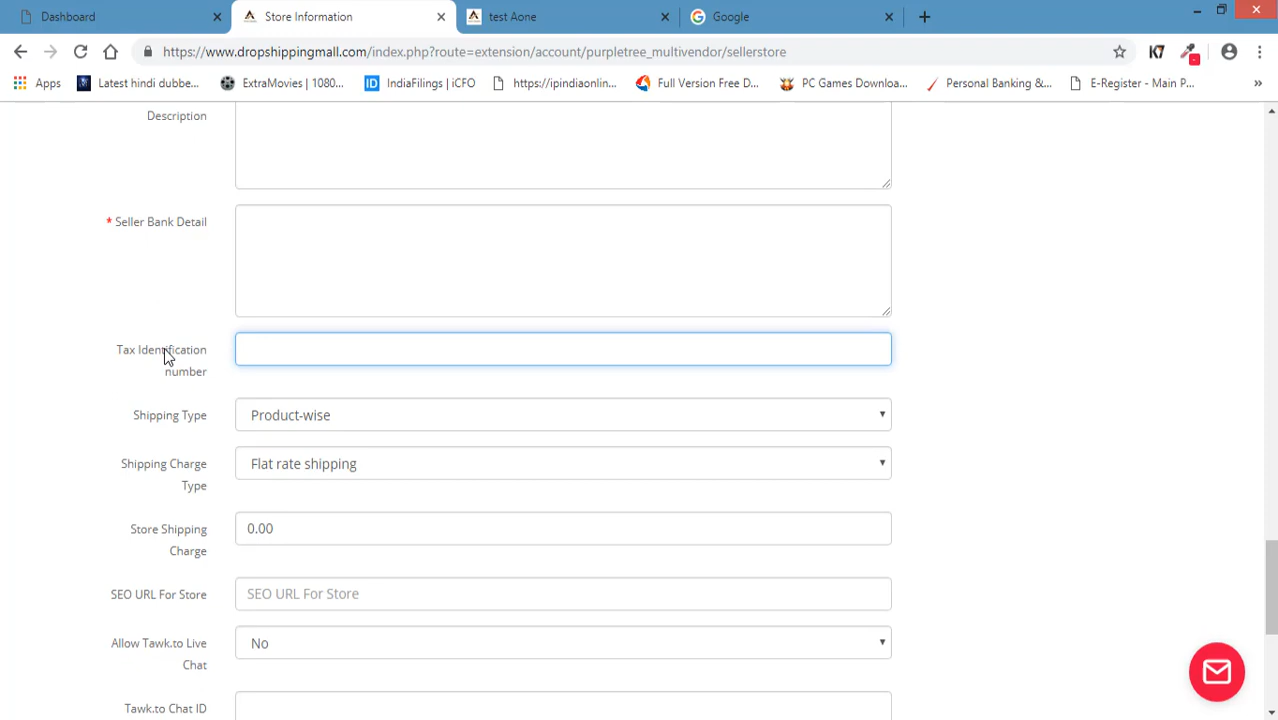 Dashboard
Store Information
test Aone
Google
https://www.dropshippingmall.com/index.php?route=extension/account/purpletree_multivendor/sellerstore
K7
Apps
Latest hindi dubbe...
ExtraMovies | 1080...
ID
IndiaFilings | iCFO
https://ipindiaonlin...
Full Version Free D...
PC Games Downloa...
Personal Banking &...
E-Register - Main P...
»
Description
* Seller Bank Detail
Tax Identification
number
Shipping Type
Product-wise
Shipping Charge
Type
Flat rate shipping
Store Shipping
Charge
0.00
SEO URL For Store
SEO URL For Store
Allow Tawk.to Live
Chat
No
Tawk.to Chat ID